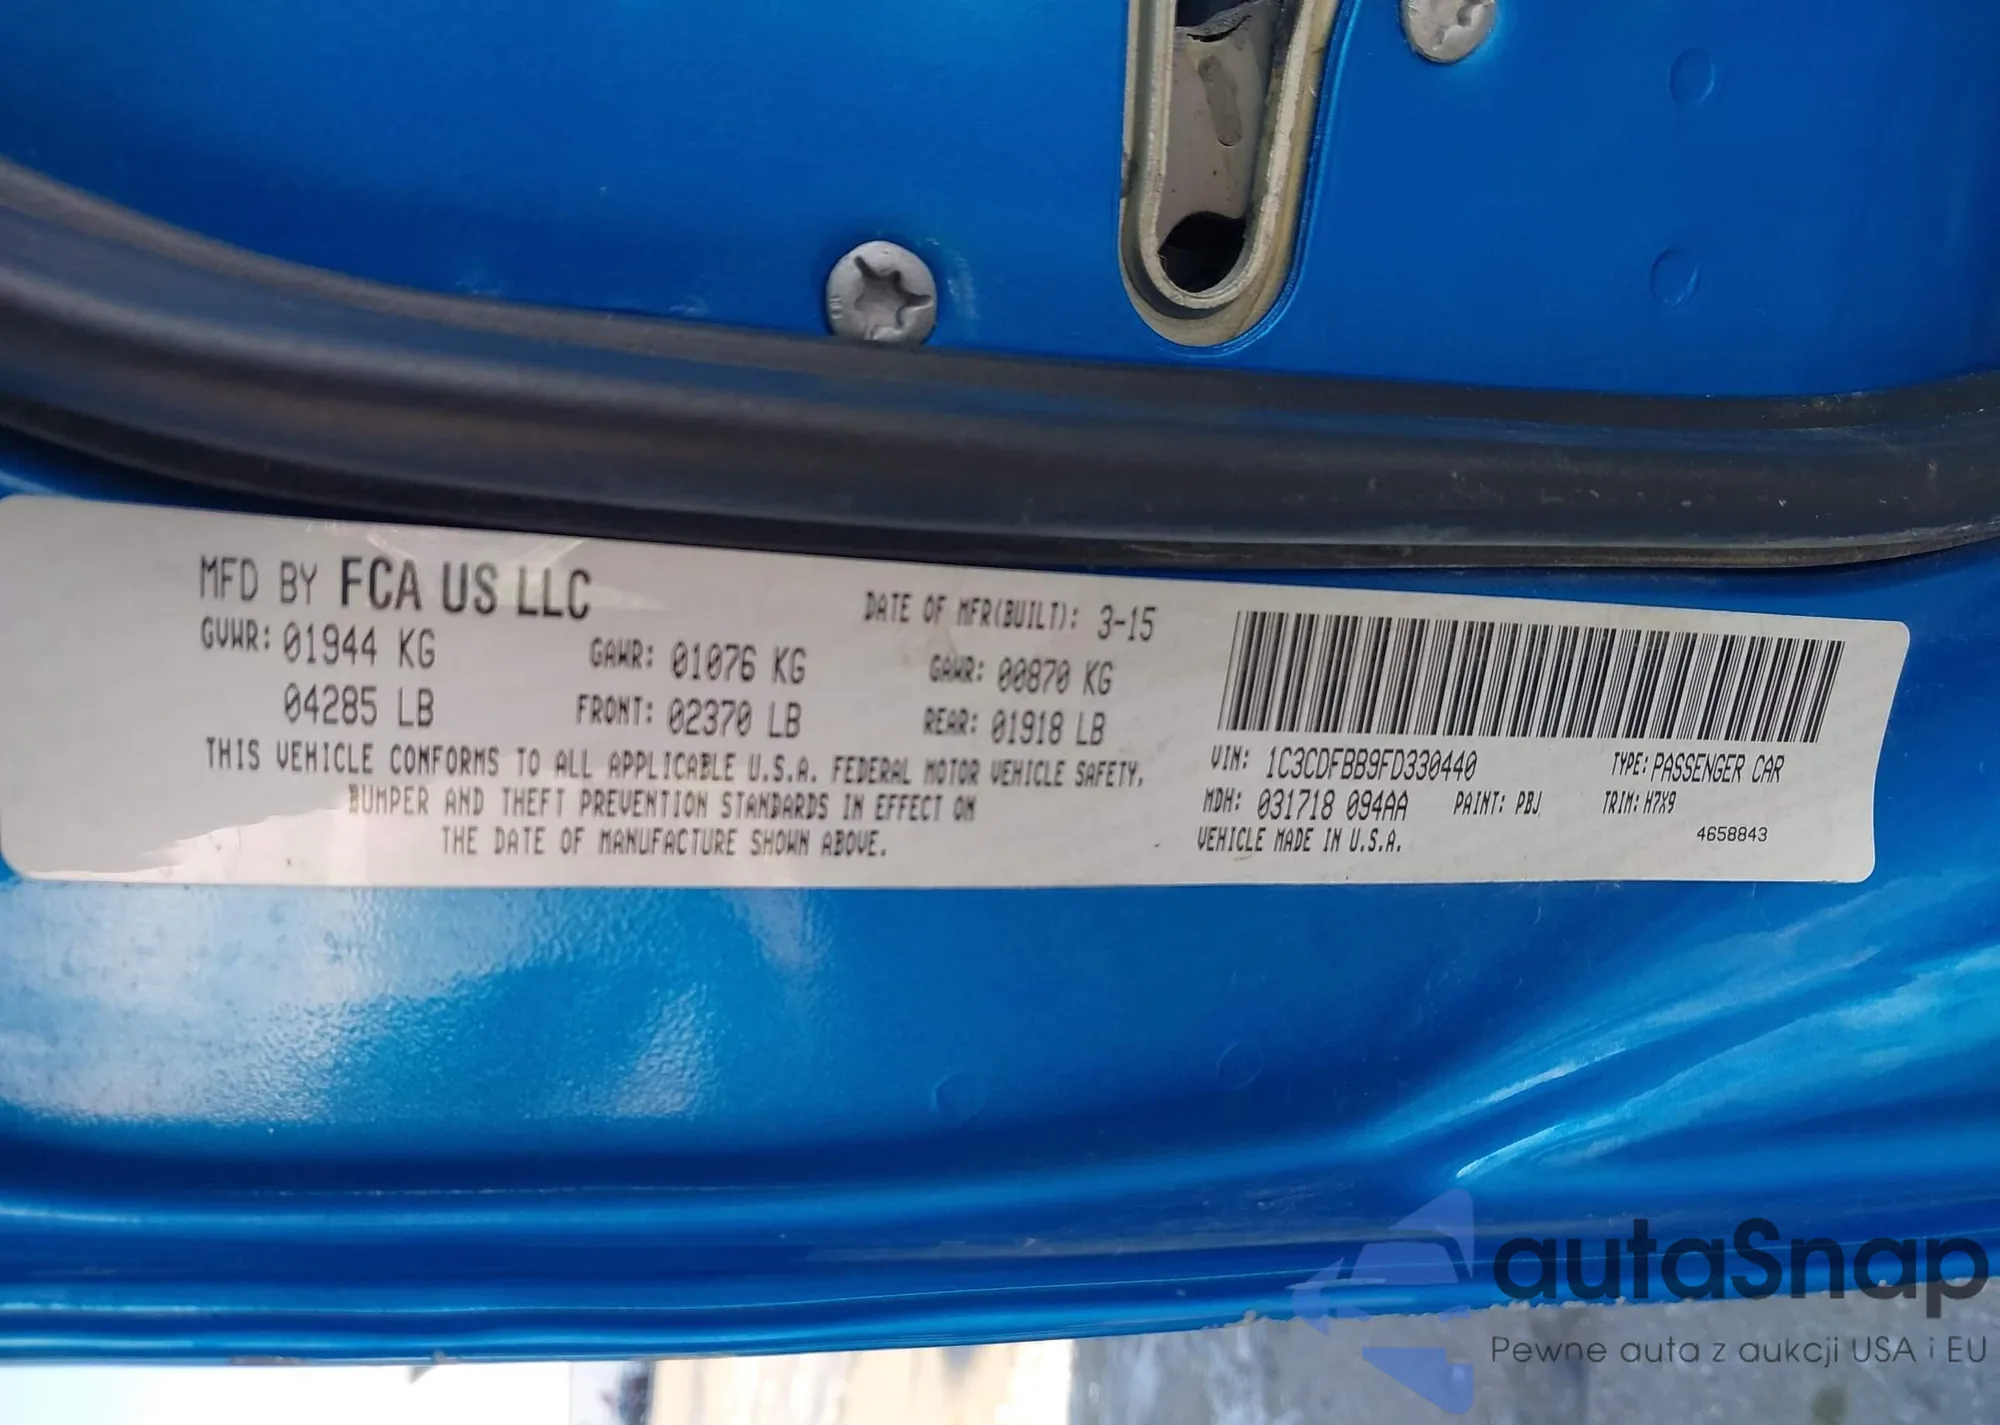 MFD BY FCA US LLC DATE OF MFR(BUILT): 3-15
GVWR: 01944 KG GAWR: 01076 KG GAWR: 00870 KG
04285 LB FRONT: 02370 LB REAR: 01918 LB
THIS VEHICLE CONFORMS TO ALL APPLICABLE U.S.A. FEDERAL MOTOR VEHICLE SAFETY,
BUMPER AND THEFT PREVENTION STANDARDS IN EFFECT ON
THE DATE OF MANUFACTURE SHOWN ABOVE.
VIN: 1C3CDFBB9FD330440 TYPE: PASSENGER CAR
MDH: 031718 094AA PAINT: PBJ TRIM: H7X9
VEHICLE MADE IN U.S.A. 4658843
autaSnap
Pewne auta z aukcji USA i EU